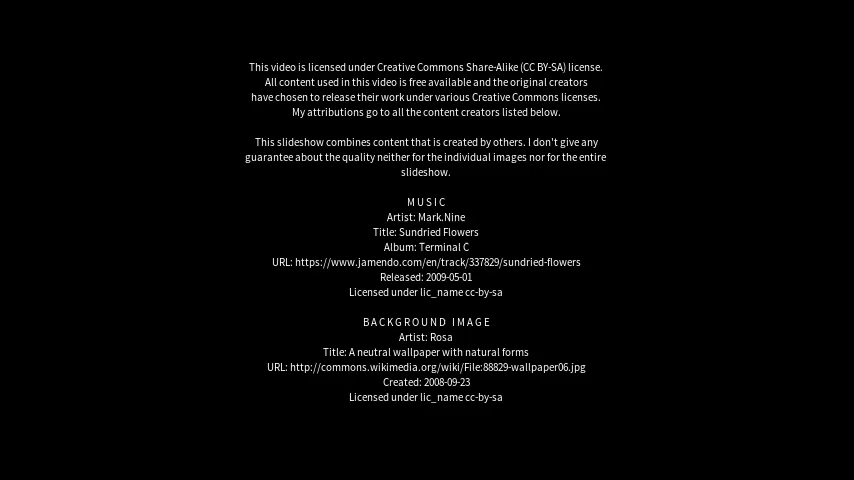 This video is licensed under Creative Commons Share-Alike (CC BY-SA) license.
All content used in this video is free available and the original creators
have chosen to release their work under various Creative Commons licenses.
My attributions go to all the content creators listed below.
This slideshow combines content that is created by others. I don't give any
guarantee about the quality neither for the individual images nor for the entire
slideshow.
M U S I C
Artist: Mark.Nine
Title: Sundried Flowers
Album: Terminal C
URL: https://www.jamendo.com/en/track/337829/sundried-flowers
Released: 2009-05-01
Licensed under lic_name cc-by-sa
B A C K G R O U N D   I M A G E
Artist: Rosa
Title: A neutral wallpaper with natural forms
URL: http://commons.wikimedia.org/wiki/File:88829-wallpaper06.jpg
Created: 2008-09-23
Licensed under lic_name cc-by-sa